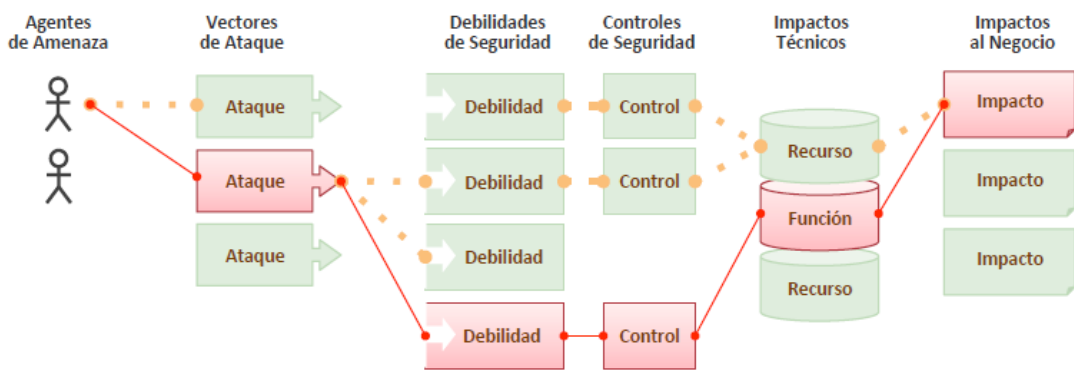 Agentes
de Amenaza
Vectores
de Ataque
Debilidades
de Seguridad
Controles
de Seguridad
Impactos
Técnicos
Impactos
al Negocio
Ataque
Debilidad
Control
Impacto
Recurso
Ataque
Debilidad
Control
Impacto
Función
Ataque
Debilidad
Impacto
Recurso
Debilidad
Control